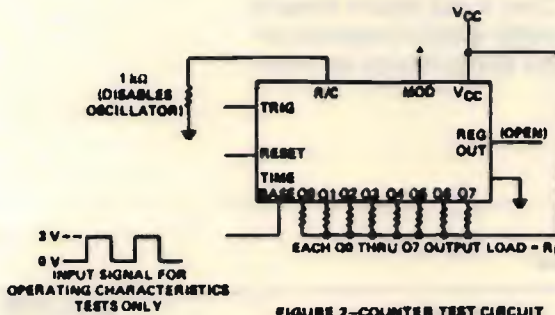 VCC
1 kΩ
(DISABLES
OSCILLATOR)
R/C MOD VCC
TRIG
REG (OPEN)
OUT
RESET
TIME
BASE Q0 Q1 Q2 Q3 Q4 Q5 Q6 Q7
3 V
0 V
EACH Q0 THRU Q7 OUTPUT LOAD = R
INPUT SIGNAL FOR
OPERATING CHARACTERISTICS
TESTS ONLY
FIGURE 2–COUNTER TEST CIRCUIT